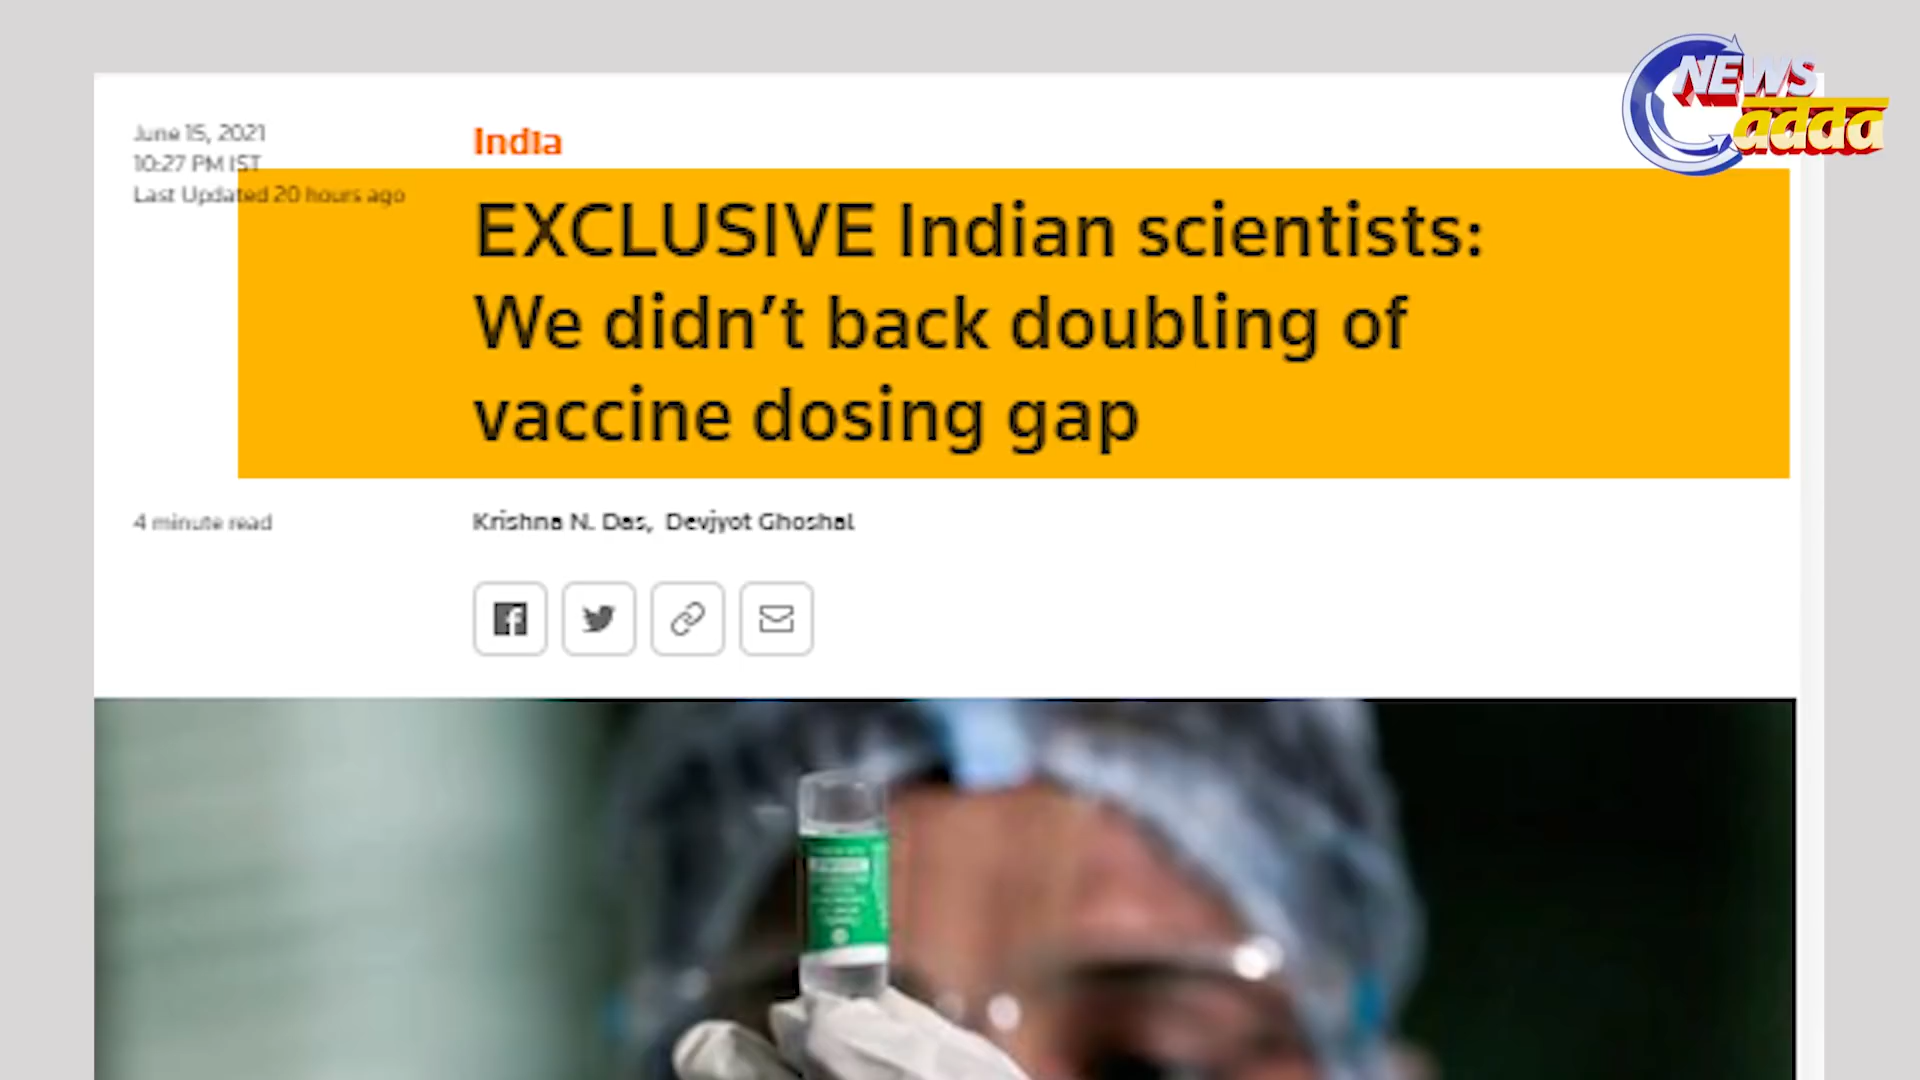 NEWS
adda
June 15, 2021
10:27 PM IST
Last Updated 20 hours ago
India
EXCLUSIVE Indian scientists:
We didn’t back doubling of
vaccine dosing gap
4 minute read
Krishna N. Das, Devjyot Ghoshal